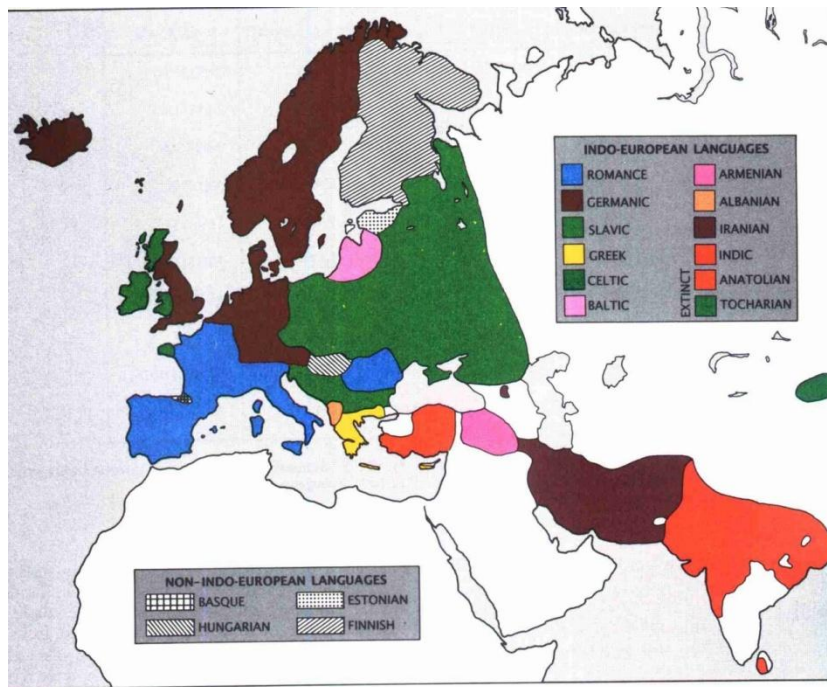 INDO-EUROPEAN LANGUAGES
ROMANCE
GERMANIC
SLAVIC
GREEK
CELTIC
BALTIC
ARMENIAN
ALBANIAN
IRANIAN
INDIC
EXTINCT
ANATOLIAN
TOCHARIAN
NON-INDO-EUROPEAN LANGUAGES
BASQUE
HUNGARIAN
ESTONIAN
FINNISH